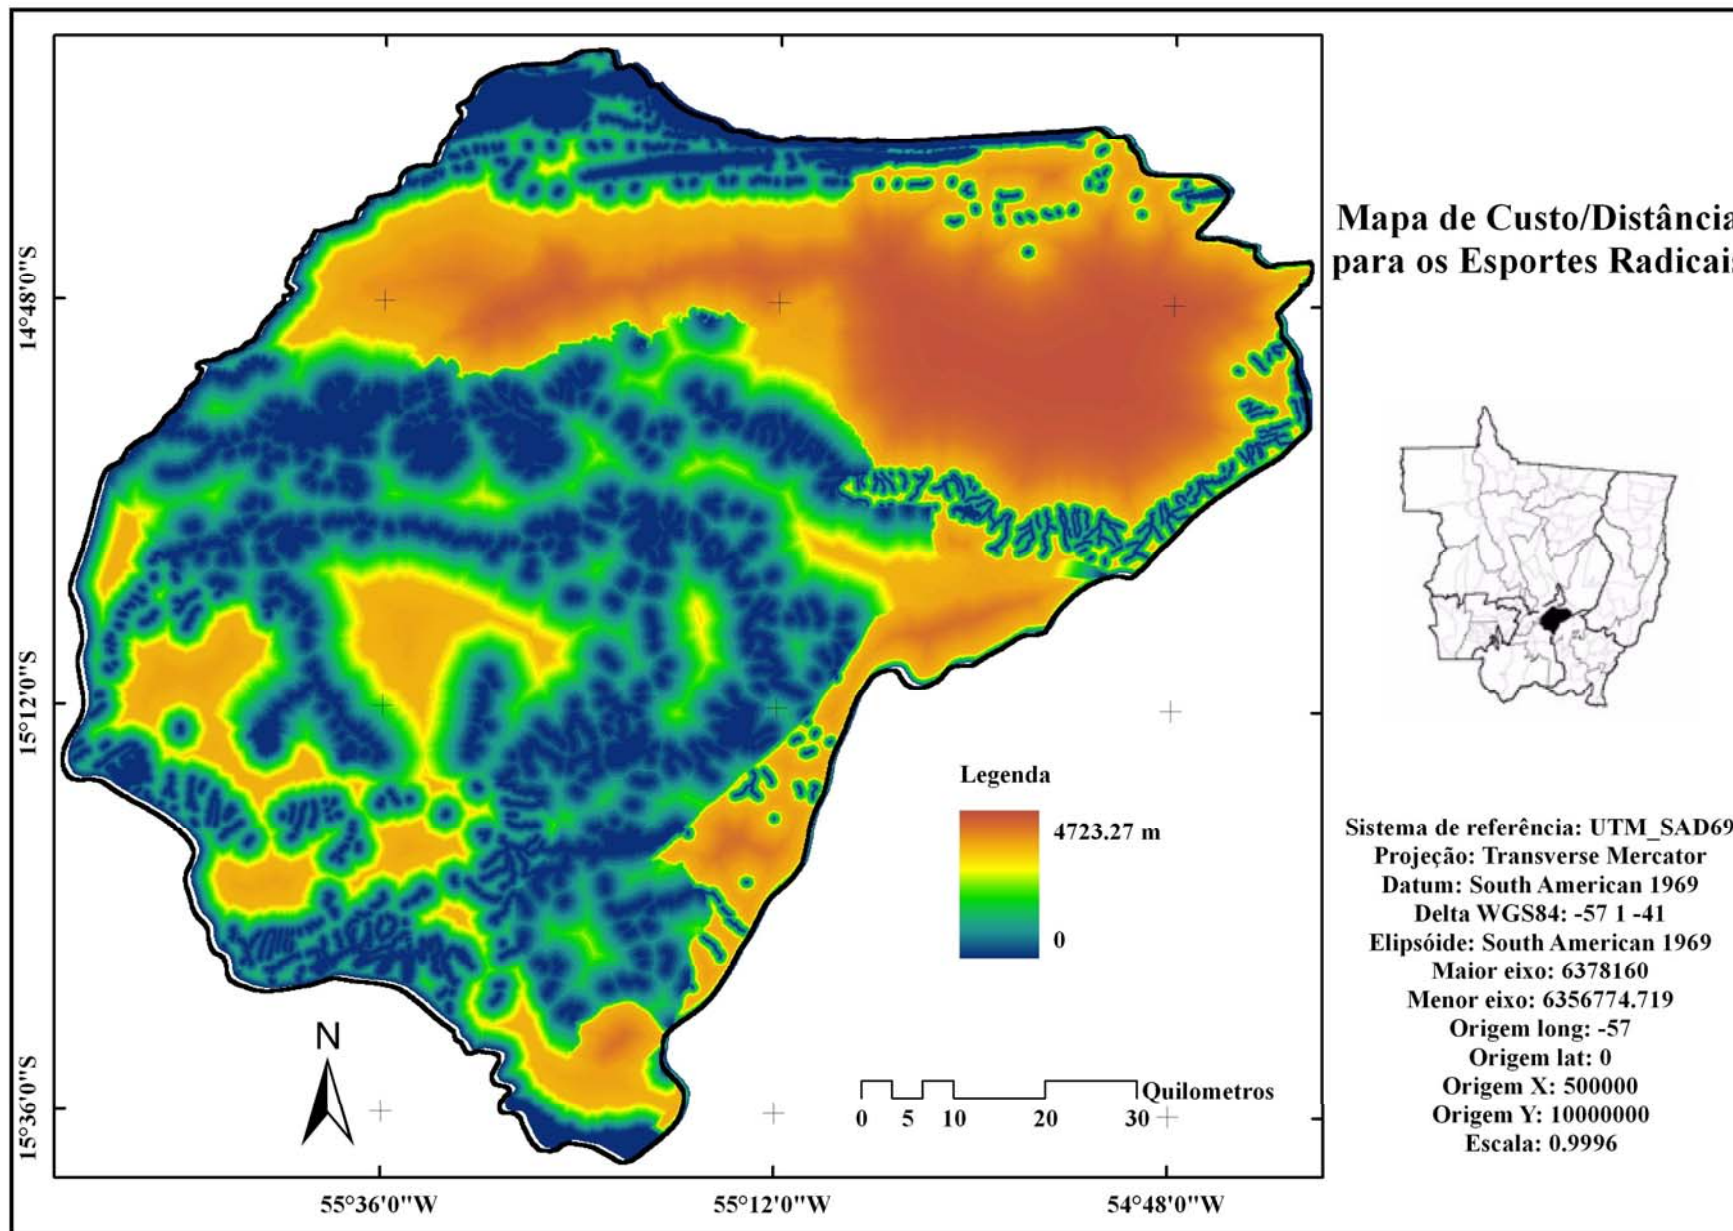 Mapa de Custo/Distância
para os Esportes Radicais
14°48'0"S
15°12'0"S
15°36'0"S
Legenda
4723.27 m
0
N
Quilometros
0 5 10 20 30
55°36'0"W 55°12'0"W 54°48'0"W
Sistema de referência: UTM_SAD69
Projeção: Transverse Mercator
Datum: South American 1969
Delta WGS84: -57 1 -41
Elipsóide: South American 1969
Maior eixo: 6378160
Menor eixo: 6356774.719
Origem long: -57
Origem lat: 0
Origem X: 500000
Origem Y: 10000000
Escala: 0.9996